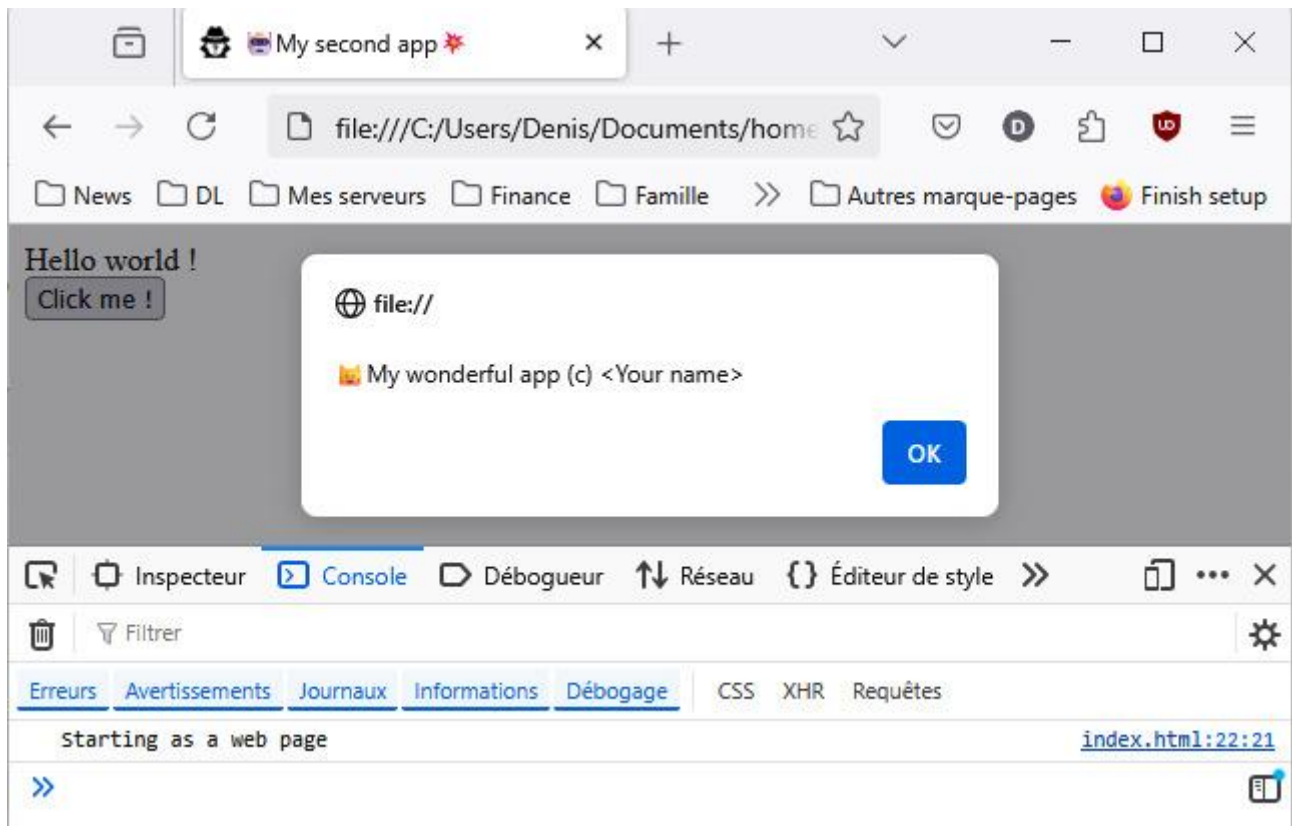 👾My second app💥
file:///C:/Users/Denis/Documents/home
D
News DL Mes serveurs Finance Famille Autres marque-pages Finish setup
Hello world !
Click me !
file://
😼My wonderful app (c) <Your name>
OK
Inspecteur Console Débogueur Réseau {} Éditeur de style
Filtrer
Erreurs Avertissements Journaux Informations Débogage CSS XHR Requêtes
Starting as a web page index.html:22:21